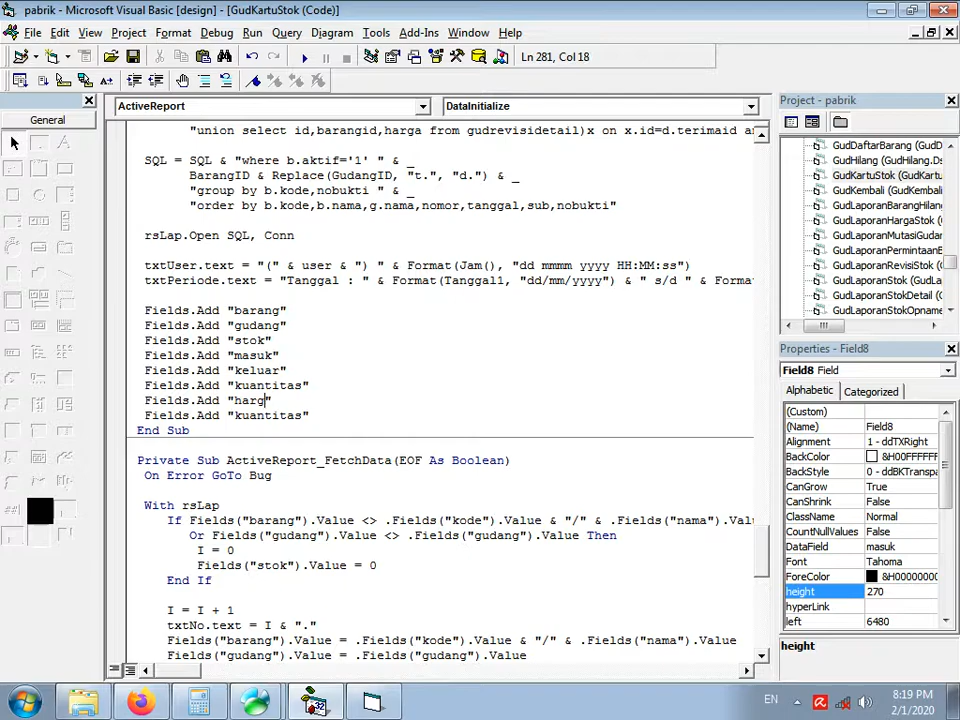 pabrik - Microsoft Visual Basic [design] - [GudKartuStok (Code)]
File Edit View Project Format Debug Run Query Diagram Tools Add-Ins Window Help
Ln 281, Col 18
General
ActiveReport
DataInitialize
"union select id,barangid,harga from gudrevisidetail)x on x.id=d.terimaid an
SQL = SQL & "where b.aktif='1' " & _
BarangID & Replace(GudangID, "t.", "d.") & _
"group by b.kode,nobukti " & _
"order by b.kode,b.nama,g.nama,nomor,tanggal,sub,nobukti"
rsLap.Open SQL, Conn
txtUser.text = "(" & user & ") " & Format(Jam(), "dd mmmm yyyy HH:MM:ss")
txtPeriode.text = "Tanggal : " & Format(Tanggal1, "dd/mm/yyyy") & " s/d " & Forma
Fields.Add "barang"
Fields.Add "gudang"
Fields.Add "stok"
Fields.Add "masuk"
Fields.Add "keluar"
Fields.Add "kuantitas"
Fields.Add "harg"
Fields.Add "kuantitas"
End Sub
Private Sub ActiveReport_FetchData(EOF As Boolean)
On Error GoTo Bug
With rsLap
If Fields("barang").Value <> .Fields("kode").Value & "/" & .Fields("nama").Valu
Or Fields("gudang").Value <> .Fields("gudang").Value Then
I = 0
Fields("stok").Value = 0
End If
I = I + 1
txtNo.text = I & "."
Fields("barang").Value = .Fields("kode").Value & "/" & .Fields("nama").Value
Fields("gudang").Value = .Fields("gudang").Value
Project - pabrik
GudDaftarBarang (GudD
GudHilang (GudHilang.Ds
GudKartuStok (GudKartu
GudKembali (GudKembali
GudLaporanBarangHilang
GudLaporanHargaStok (
GudLaporanMutasiGudan
GudLaporanPermintaanB
GudLaporanRevisiStok (
GudLaporanStok (GudLap
GudLaporanStokDetail (
GudLaporanStokOpname
Properties - Field8
Field8 Field
Alphabetic Categorized
(Custom)
(Name) Field8
Alignment 1 - ddTXRight
BackColor &H00FFFFFF
BackStyle 0 - ddBKTranspa
CanGrow True
CanShrink False
ClassName Normal
CountNullValues False
DataField masuk
Font Tahoma
ForeColor &H00000000
height 270
hyperLink
left 6480
height
EN
8:19 PM
2/1/2020